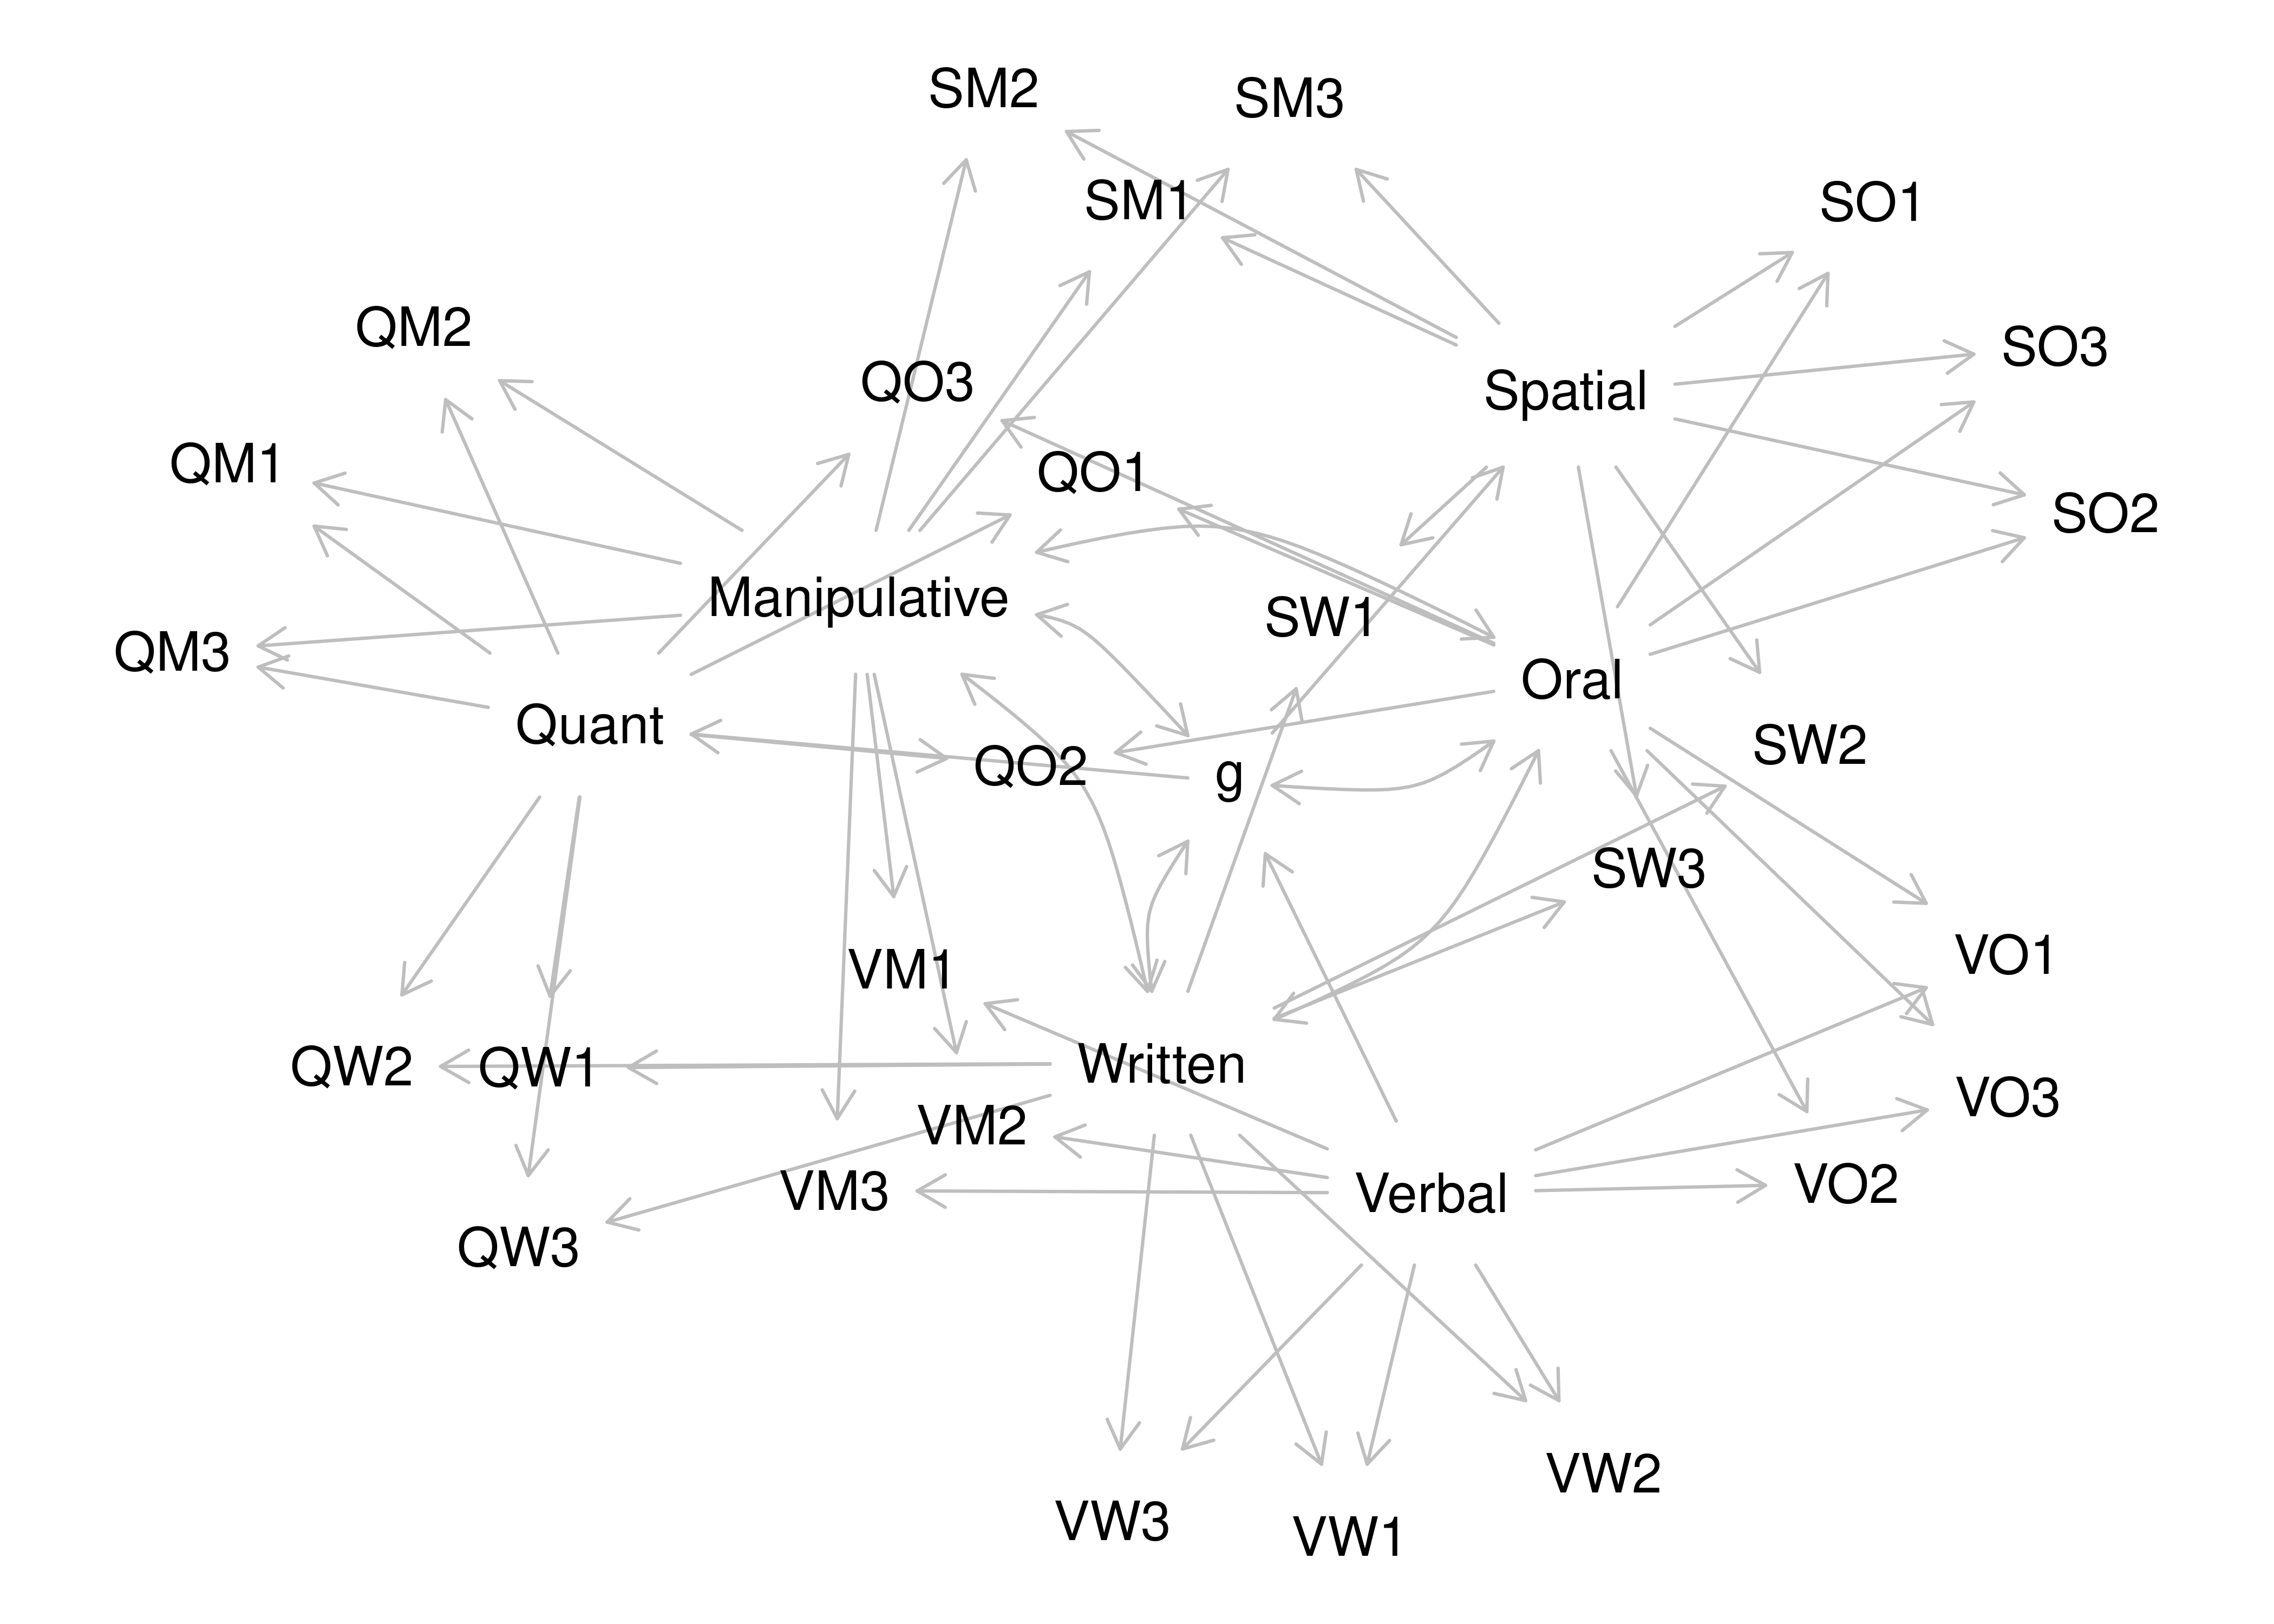 SM2
SM3
SM1
SO1
QM2
SO3
QO3
Spatial
QM1
QO1
SO2
Manipulative
SW1
QM3
Oral
Quant
SW2
QO2
g
SW3
VO1
VM1
Written
QW2
QW1
VO3
VM2
VO2
VM3
Verbal
QW3
VW2
VW3
VW1